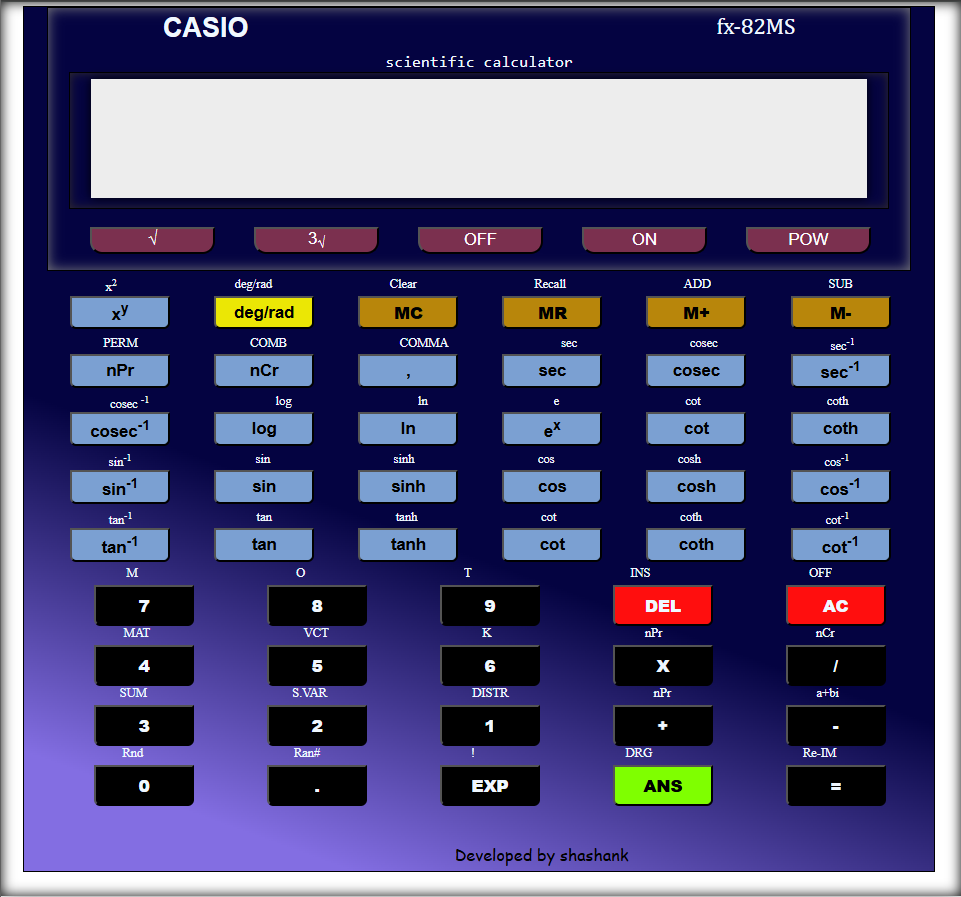 CASIO fx-82MS
scientific calculator
√ 3√ OFF ON POW
x² deg/rad Clear Recall ADD SUB
xʸ deg/rad MC MR M+ M-
PERM COMB COMMA sec cosec sec⁻¹
nPr nCr , sec cosec sec⁻¹
cosec ⁻¹ log ln e cot coth
cosec⁻¹ log ln eˣ cot coth
sin⁻¹ sin sinh cos cosh cos⁻¹
sin⁻¹ sin sinh cos cosh cos⁻¹
tan⁻¹ tan tanh cot coth cot⁻¹
tan⁻¹ tan tanh cot coth cot⁻¹
M O T INS OFF
7 8 9 DEL AC
MAT VCT K nPr nCr
4 5 6 X /
SUM S.VAR DISTR nPr a+bi
3 2 1 + -
Rnd Ran# ! DRG Re-IM
0 . EXP ANS =
Developed by shashank